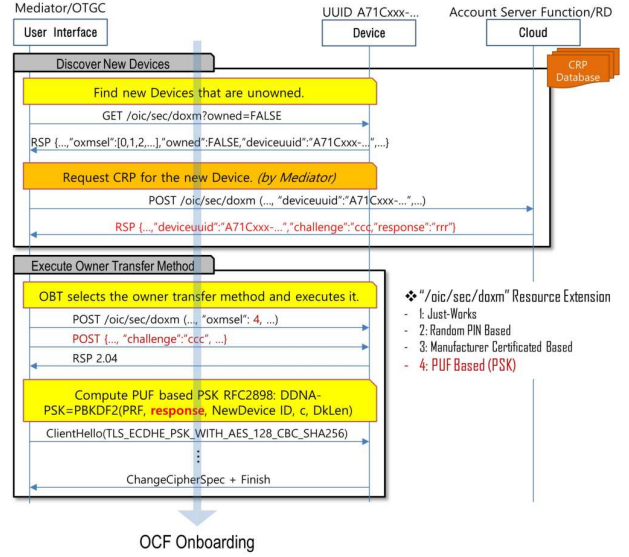 Mediator/OTGC
UUID A71Cxxx-...
Account Server Function/RD
User Interface
Device
Cloud
Discover New Devices
CRP
Database
Find new Devices that are unowned.
GET /oic/sec/doxm?owned=FALSE
RSP {...,"oxmsel":[0,1,2,...],"owned":FALSE,"deviceuuid":"A71Cxxx-...",...}
Request CRP for the new Device. (by Mediator)
POST /oic/sec/doxm (..., "deviceuuid":"A71Cxxx-...",...)
RSP {...,"deviceuuid":"A71Cxxx-...","challenge":"ccc,"response":"rrr"}
Execute Owner Transfer Method
OBT selects the owner transfer method and executes it.
POST /oic/sec/doxm (..., "oxmsel": 4, ...)
POST {..., "challenge":"ccc", ...}
RSP 2.04
❖ "/oic/sec/doxm" Resource Extension
- 1: Just-Works
- 2: Random PIN Based
- 3: Manufacturer Certificated Based
- 4: PUF Based (PSK)
Compute PUF based PSK RFC2898: DDNA-
PSK=PBKDF2(PRF, response, NewDevice ID, c, DkLen)
ClientHello(TLS_ECDHE_PSK_WITH_AES_128_CBC_SHA256)
⋮
ChangeCipherSpec + Finish
OCF Onboarding